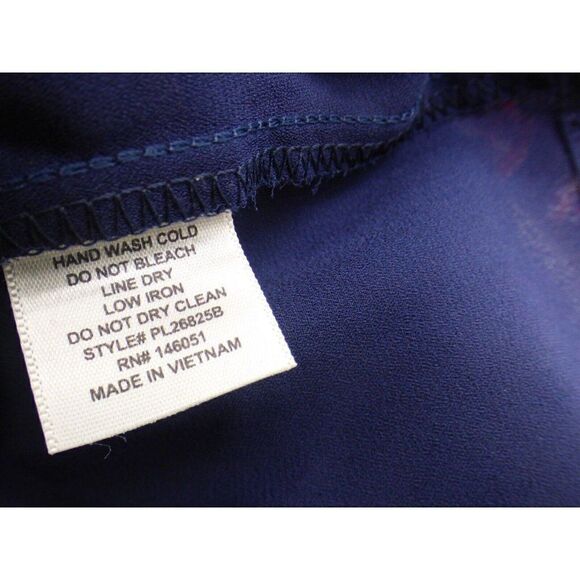 HAND WASH COLD
DO NOT BLEACH
LINE DRY
LOW IRON
DO NOT DRY CLEAN
STYLE# PL26825B
RN# 146051
MADE IN VIETNAM